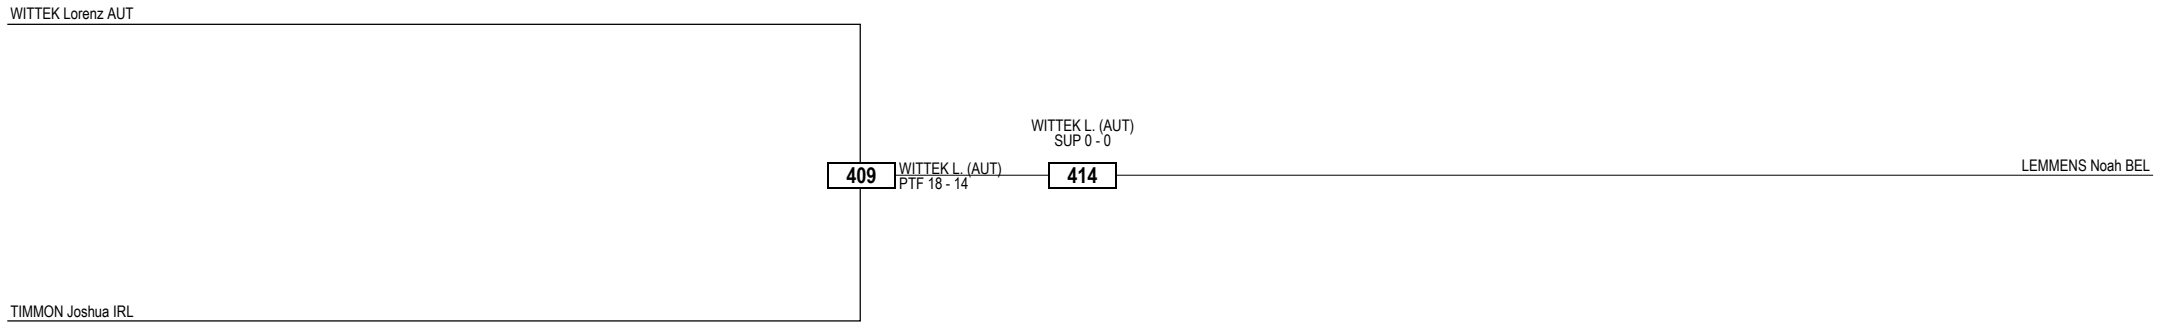 WITTEK Lorenz AUT
WITTEK L. (AUT)
SUP 0 - 0
409
WITTEK L. (AUT)
PTF 18 - 14
414
LEMMENS Noah BEL
TIMMON Joshua IRL